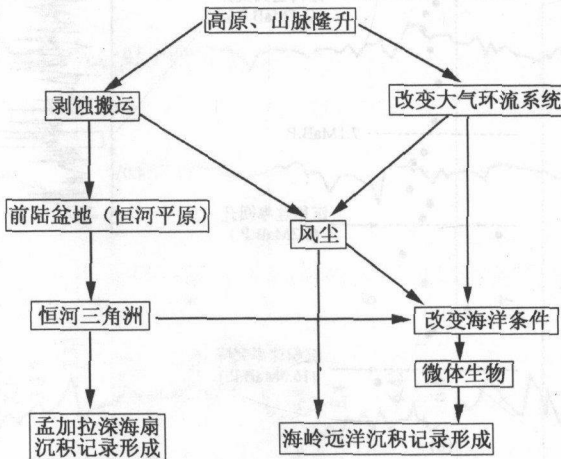 高原、山脉隆升
剥蚀搬运
改变大气环流系统
前陆盆地（恒河平原）
风尘
恒河三角洲
改变海洋条件
微体生物
孟加拉深海扇
沉积记录形成
海岭远洋沉积记录形成